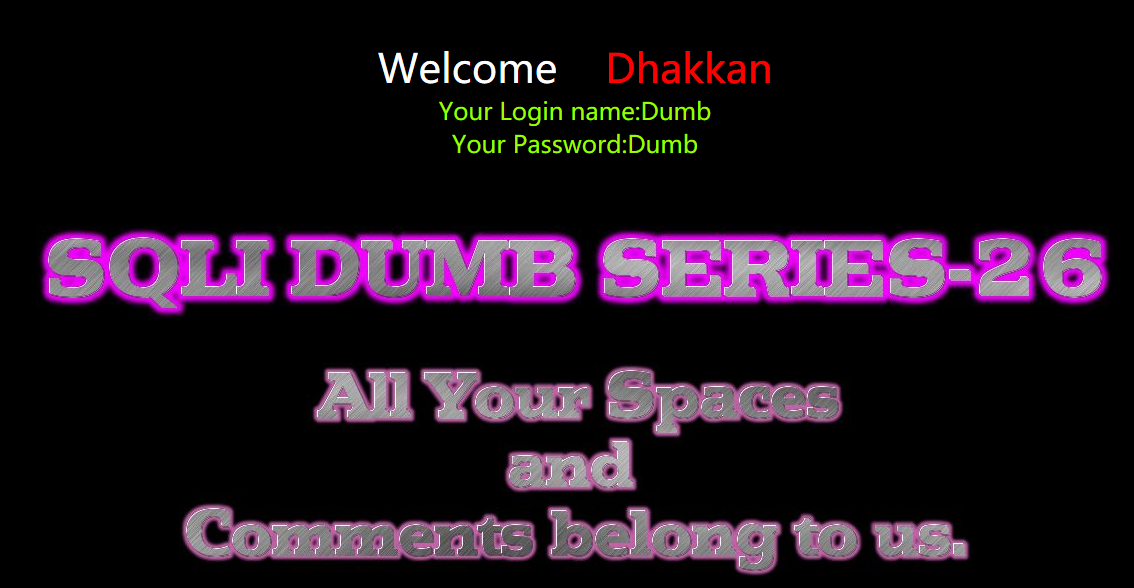 Welcome Dhakkan
Your Login name:Dumb
Your Password:Dumb
SQLI DUMB SERIES-26
All Your Spaces
and
Comments belong to us.